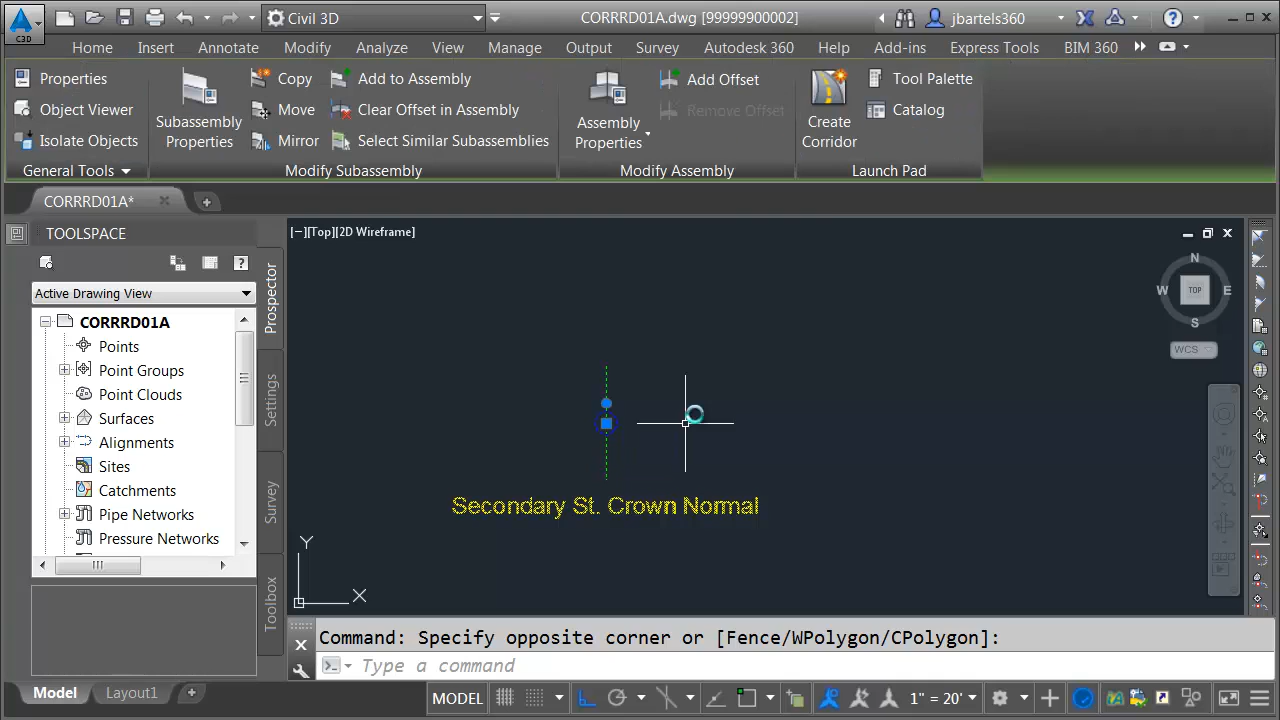 Civil 3D
CORRRD01A.dwg [99999900002]
jbartels360
C3D
Home Insert Annotate Modify Analyze View Manage Output Survey Autodesk 360 Help Add-ins Express Tools BIM 360
Properties
Object Viewer
Isolate Objects
General Tools
Subassembly Properties
Copy
Move
Mirror
Add to Assembly
Clear Offset in Assembly
Select Similar Subassemblies
Modify Subassembly
Assembly Properties
Add Offset
Remove Offset
Modify Assembly
Create Corridor
Tool Palette
Catalog
Launch Pad
CORRRD01A*
TOOLSPACE
Active Drawing View
CORRRD01A
Points
Point Groups
Point Clouds
Surfaces
Alignments
Sites
Catchments
Pipe Networks
Pressure Networks
Prospector
Settings
Survey
Toolbox
[−][Top][2D Wireframe]
N
W TOP E
S
WCS
Secondary St. Crown Normal
Y
X
Command: Specify opposite corner or [Fence/WPolygon/CPolygon]:
Type a command
Model Layout1
MODEL 1" = 20'